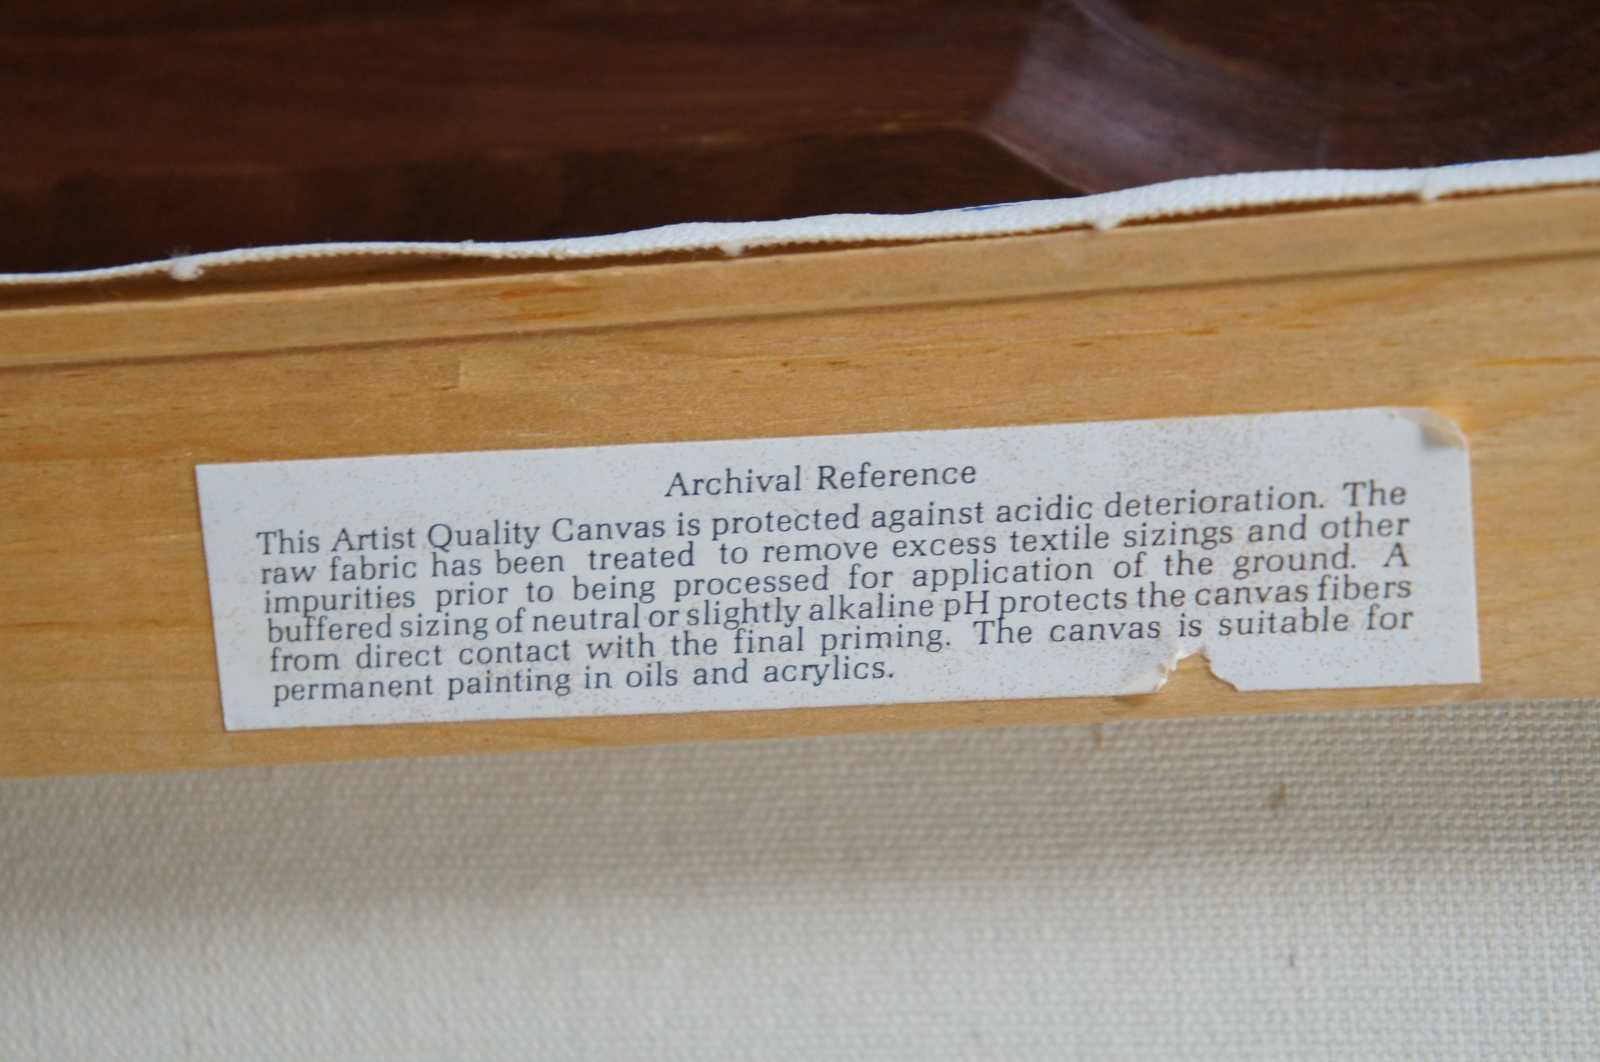 Archival Reference
This Artist Quality Canvas is protected against acidic deterioration. The
raw fabric has been treated to remove excess textile sizings and other
impurities prior to being processed for application of the ground. A
buffered sizing of neutral or slightly alkaline pH protects the canvas fibers
from direct contact with the final priming. The canvas is suitable for
permanent painting in oils and acrylics.